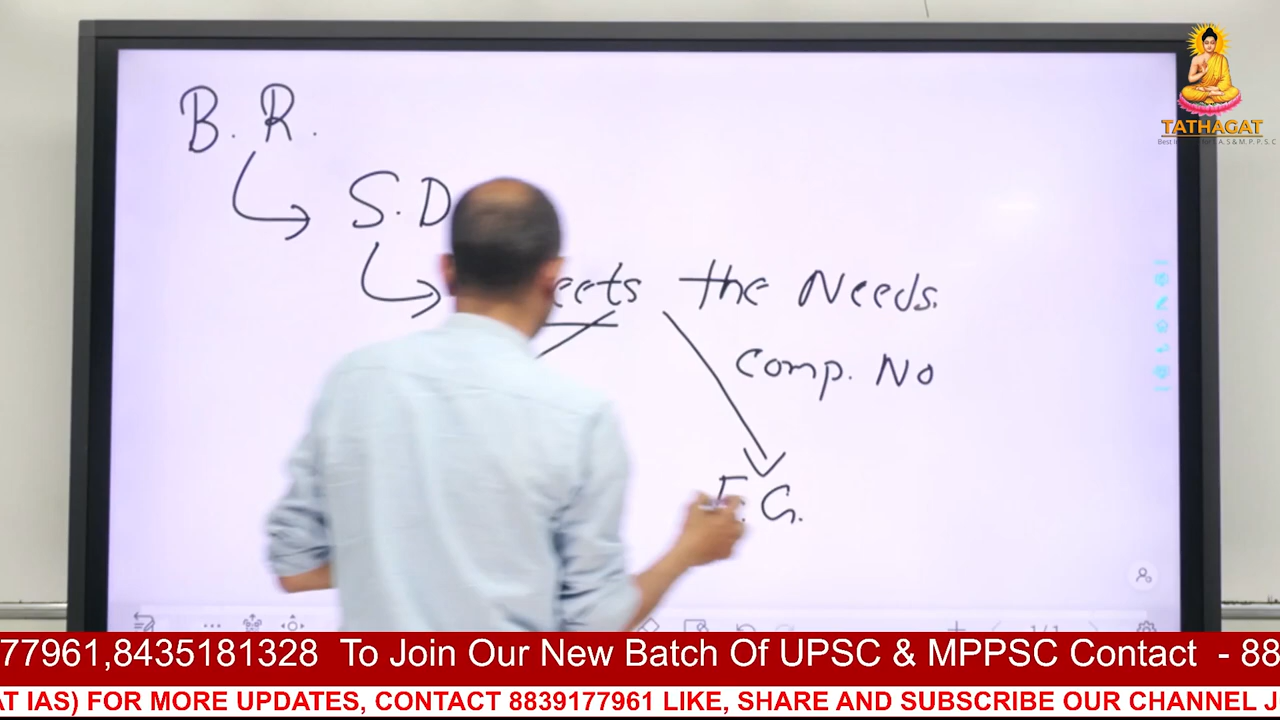 B. R.
S. D
the Needs.
Comp. No
F. G.
TATHAGAT
77961,8435181328 To Join Our New Batch Of UPSC & MPPSC Contact - 88
AT IAS) FOR MORE UPDATES, CONTACT 8839177961 LIKE, SHARE AND SUBSCRIBE OUR CHANNEL J